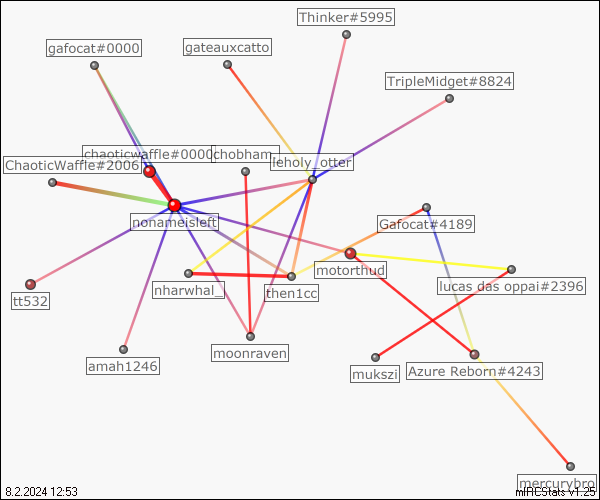 Thinker#5995
gafocat#0000
gateauxcatto
TripleMidget#8824
chaoticwaffle#0000
chobham_
ChaoticWaffle#2006
leholy_otter
nonameisleft
Gafocat#4189
motorthud
lucas das oppai#2396
nharwhal_
then1cc
tt532
moonraven
amah1246
mukszi
Azure Reborn#4243
mercurybro
8.2.2024 12:53
mIRCStats v1.25